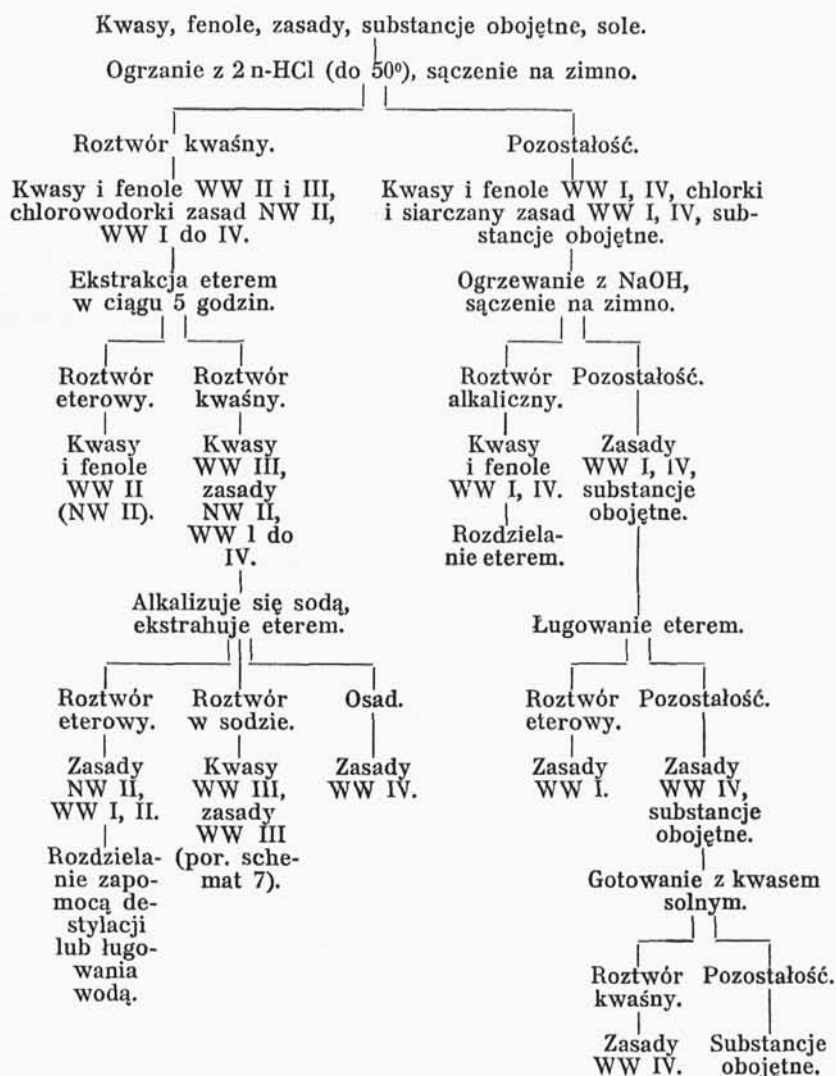 Kwasy, fenole, zasady, substancje obojętne, sole.
Ogrzanie z 2 n-HCl (do 50º), sączenie na zimno.
Roztwór kwaśny.
Kwasy i fenole WW II i III,
chlorowodorki zasad NW II,
WW I do IV.
Ekstrakcja eterem
w ciągu 5 godzin.
Roztwór
eterowy.
Kwasy
i fenole
WW II
(NW II).
Roztwór
kwaśny.
Kwasy
WW III,
zasady
NW II,
WW 1 do
IV.
Alkalizuje się sodą,
ekstrahuje eterem.
Roztwór
eterowy.
Zasady
NW II,
WW I, II.
Rozdziela-
nie zapo-
mocą de-
stylacji
lub ługo-
wania
wodą.
Roztwór
w sodzie.
Kwasy
WW III,
zasady
WW III
(por. sche-
mat 7).
Osad.
Zasady
WW IV.
Pozostałość.
Kwasy i fenole WW I, IV, chlorki
i siarczany zasad WW I, IV, sub-
stancje obojętne.
Ogrzewanie z NaOH,
sączenie na zimno.
Roztwór
alkaliczny.
Kwasy
i fenole
WW I, IV.
Rozdziela-
nie eterem.
Pozostałość.
Zasady
WW I, IV,
substancje
obojętne.
Ługowanie eterem.
Roztwór
eterowy.
Zasady
WW I.
Pozostałość.
Zasady
WW IV,
substancje
obojętne.
Gotowanie z kwasem
solnym.
Roztwór
kwaśny.
Zasady
WW IV.
Pozostałość.
Substancje
obojętne.